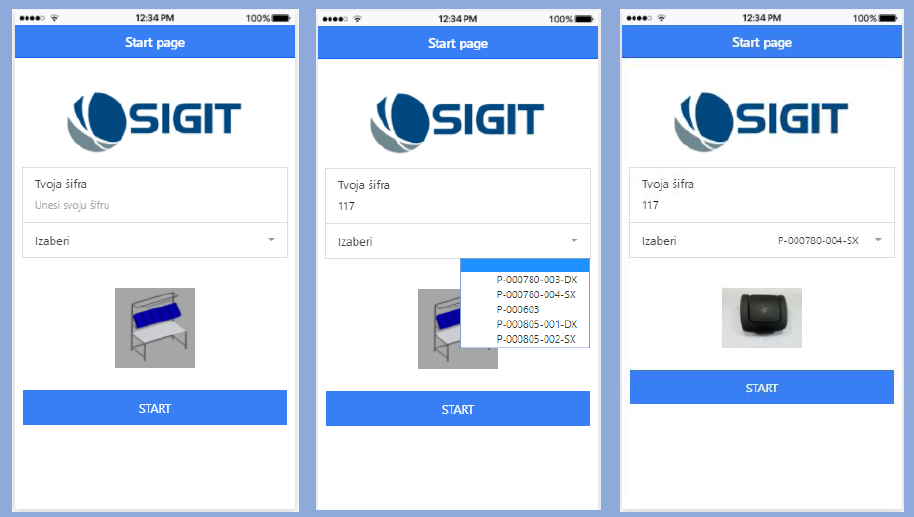 12:34 PM 100%
Start page
SIGIT
Tvoja šifra
Unesi svoju šifru
Izaberi
START
12:34 PM 100%
Start page
SIGIT
Tvoja šifra
117
Izaberi
P-000780-003-DX
P-000780-004-SX
P-000603
P-000805-001-DX
P-000805-002-SX
START
12:34 PM 100%
Start page
SIGIT
Tvoja šifra
117
Izaberi P-000780-004-SX
START